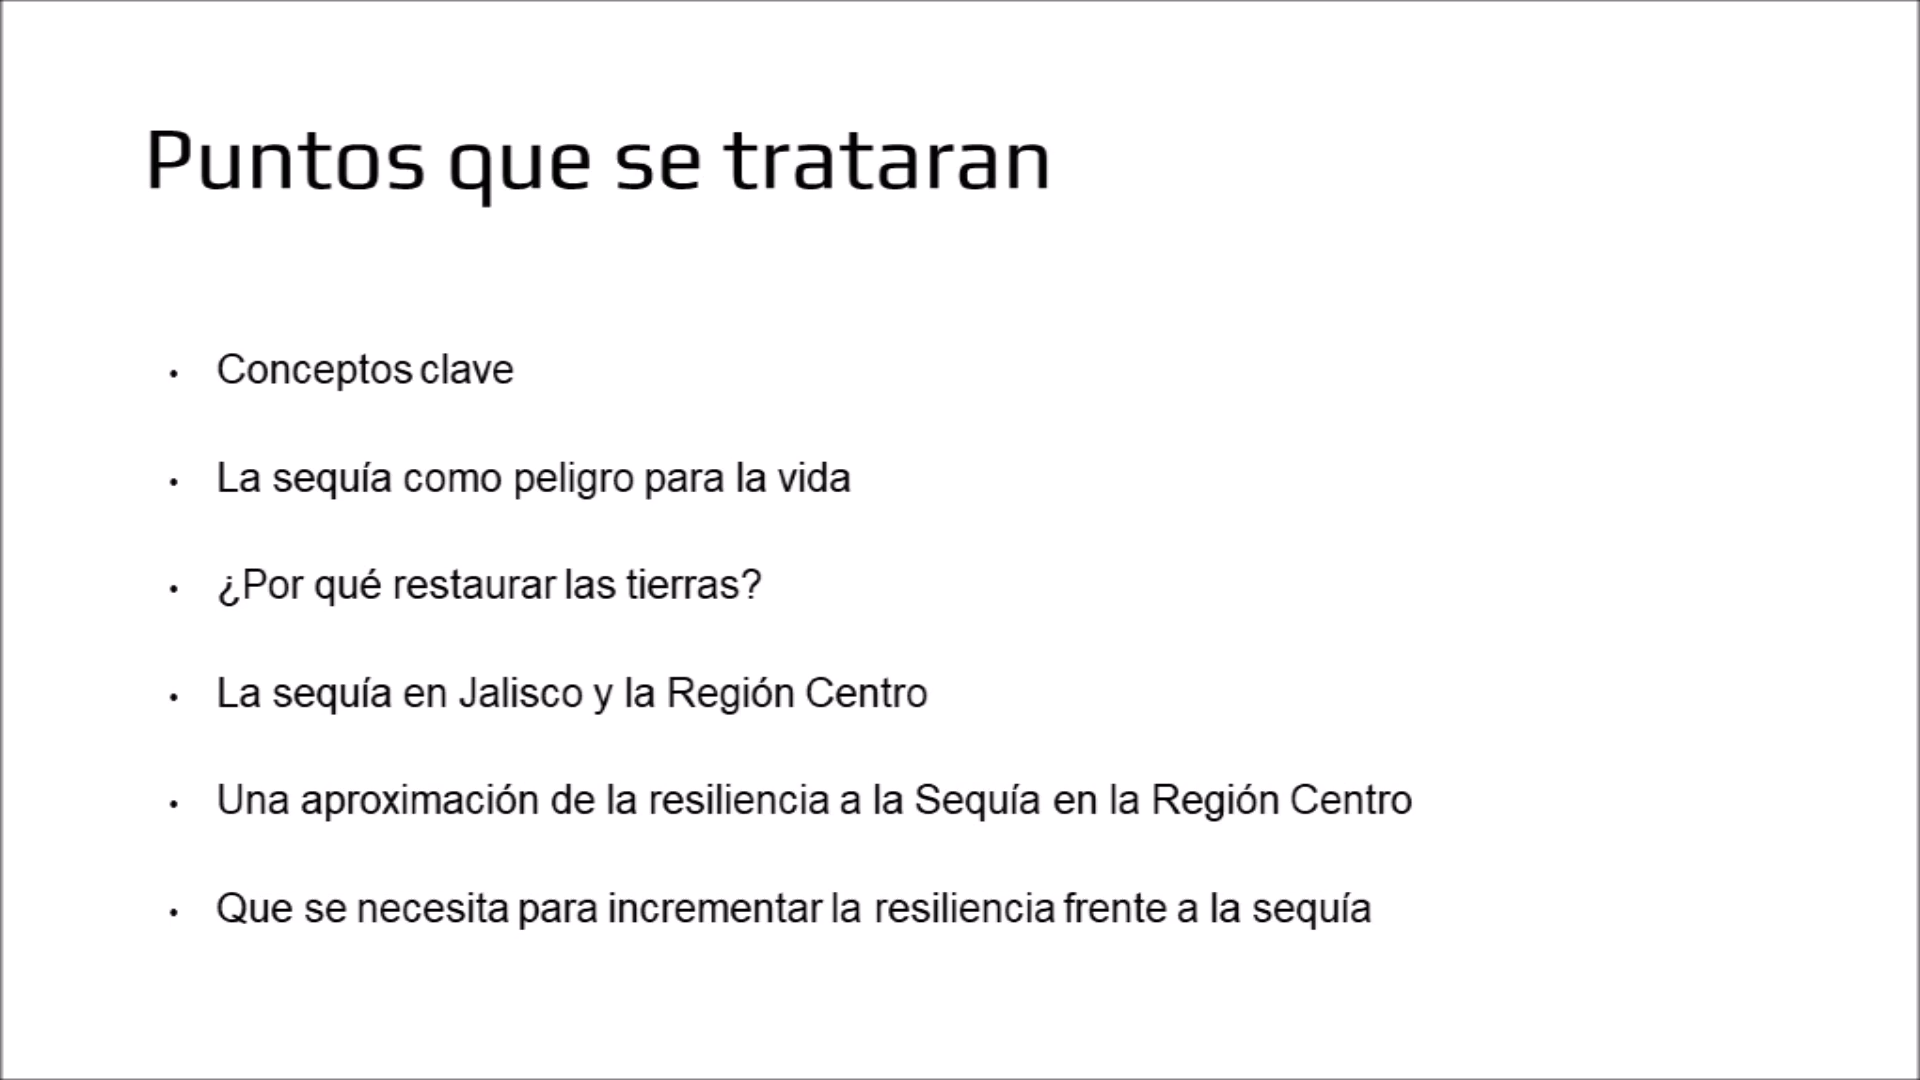 Puntos que se trataran
• Conceptos clave
• La sequía como peligro para la vida
• ¿Por qué restaurar las tierras?
• La sequía en Jalisco y la Región Centro
• Una aproximación de la resiliencia a la Sequía en la Región Centro
• Que se necesita para incrementar la resiliencia frente a la sequía